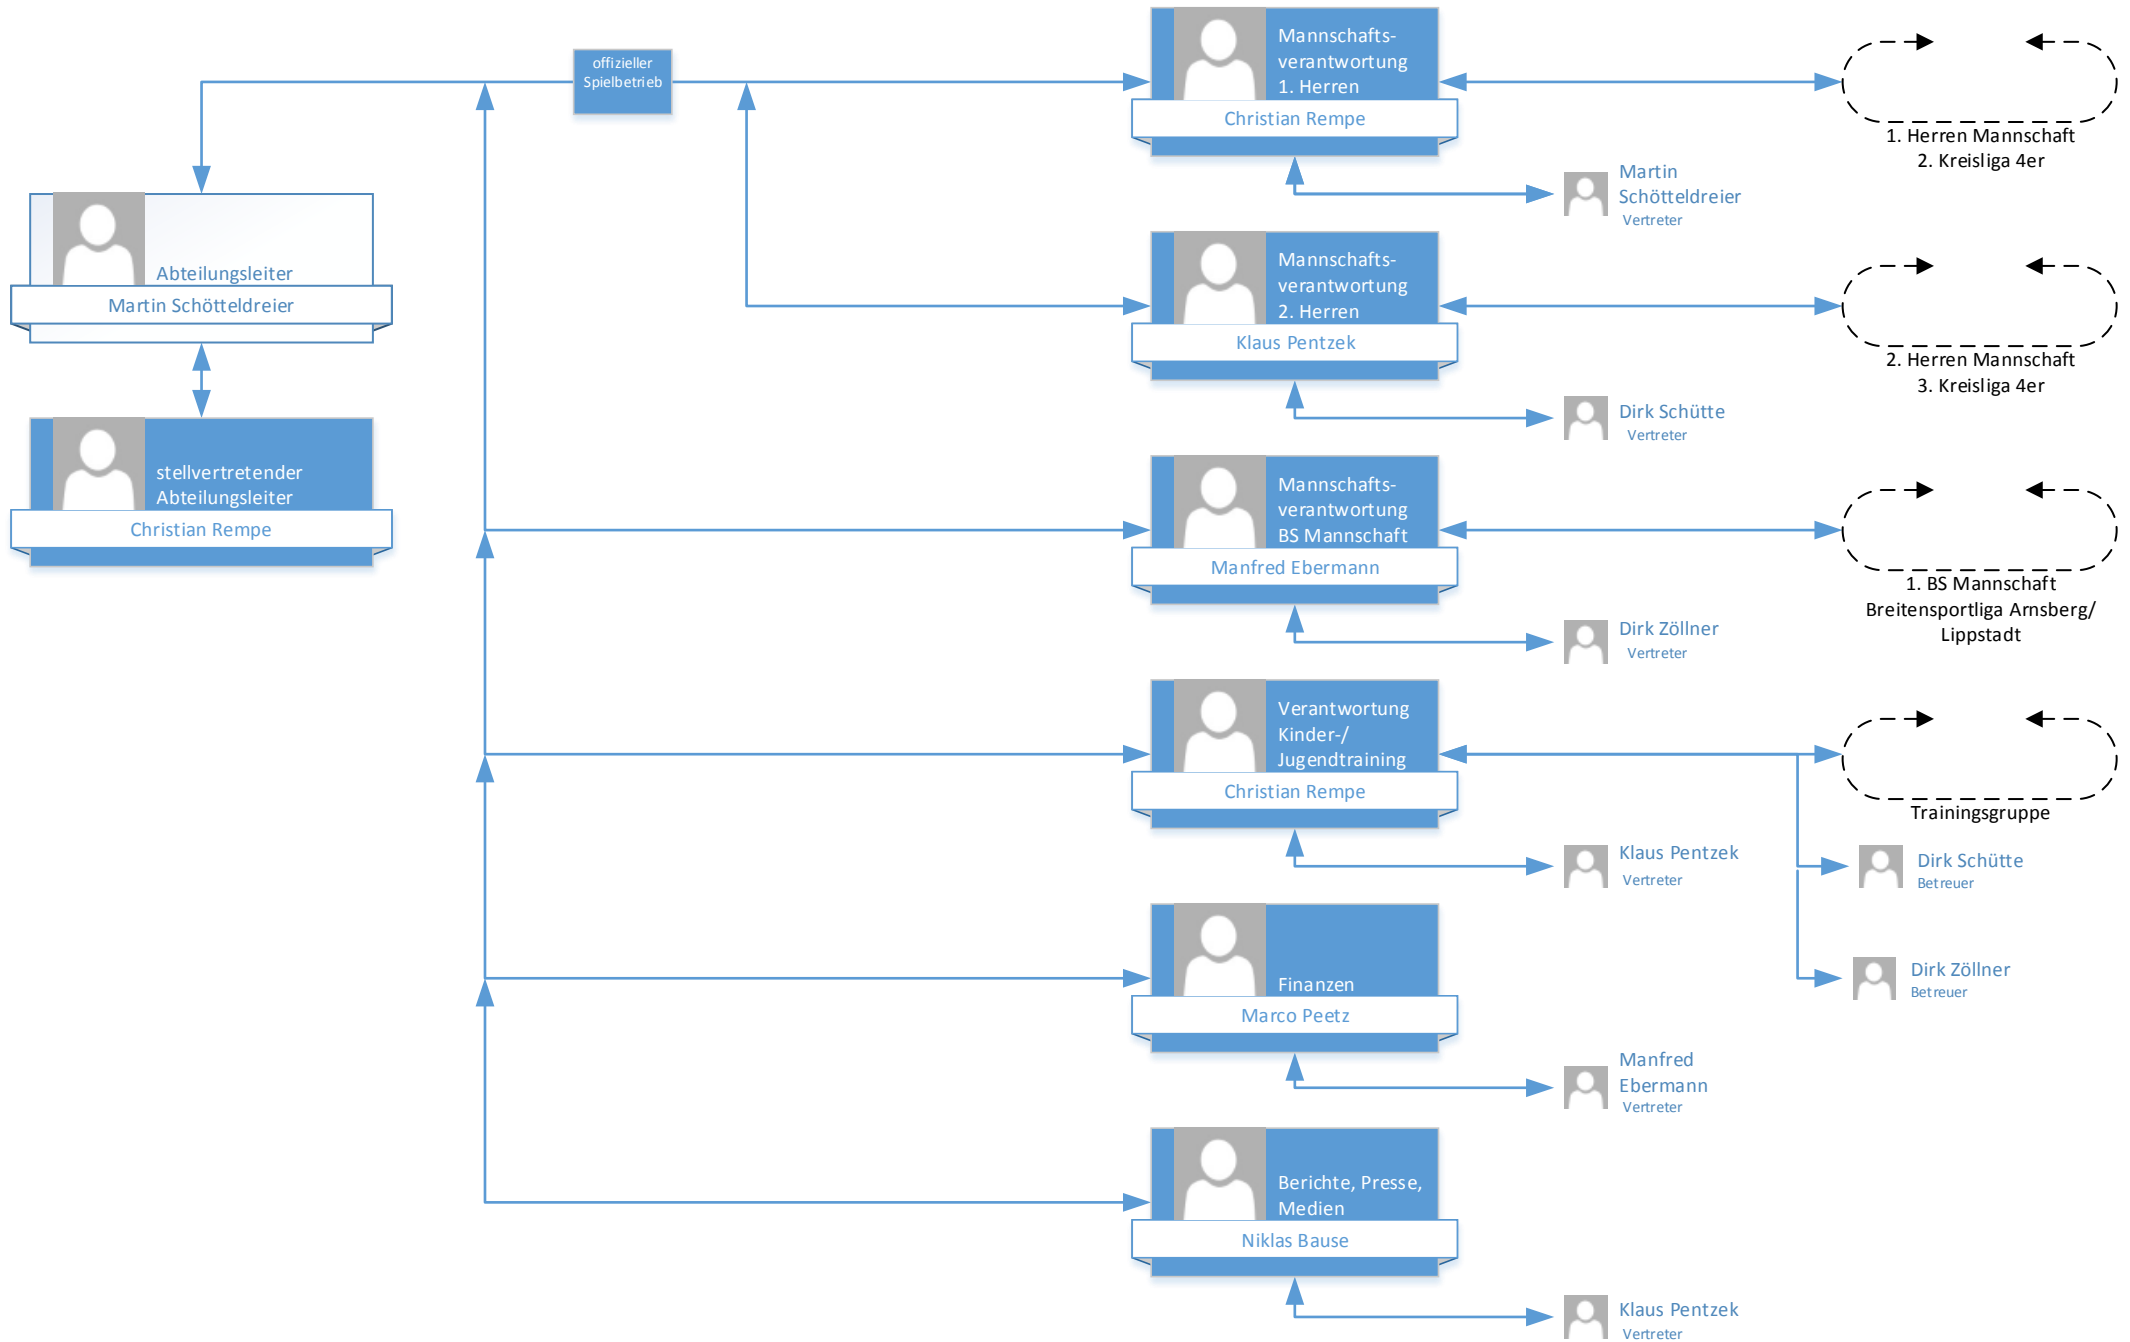 offizieller
Spielbetrieb
Mannschafts-
verantwortung
1. Herren
Christian Rempe
1. Herren Mannschaft
2. Kreisliga 4er
Martin
Schötteldreier
Vertreter
Abteilungsleiter
Martin Schötteldreier
Mannschafts-
verantwortung
2. Herren
Klaus Pentzek
2. Herren Mannschaft
3. Kreisliga 4er
Dirk Schütte
Vertreter
stellvertretender
Abteilungsleiter
Christian Rempe
Mannschafts-
verantwortung
BS Mannschaft
Manfred Ebermann
1. BS Mannschaft
Breitensportliga Arnsberg/
Lippstadt
Dirk Zöllner
Vertreter
Verantwortung
Kinder-/
Jugendtraining
Christian Rempe
Trainingsgruppe
Klaus Pentzek
Vertreter
Dirk Schütte
Betreuer
Dirk Zöllner
Betreuer
Finanzen
Marco Peetz
Manfred
Ebermann
Vertreter
Berichte, Presse,
Medien
Niklas Bause
Klaus Pentzek
Vertreter